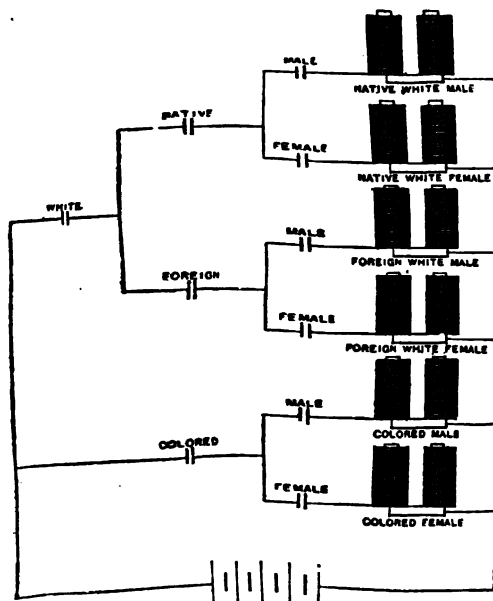 MALE
NATIVE WHITE MALE
NATIVE
FEMALE
NATIVE WHITE FEMALE
WHITE
MALE
FOREIGN WHITE MALE
FOREIGN
FEMALE
FOREIGN WHITE FEMALE
MALE
COLORED MALE
COLORED
FEMALE
COLORED FEMALE